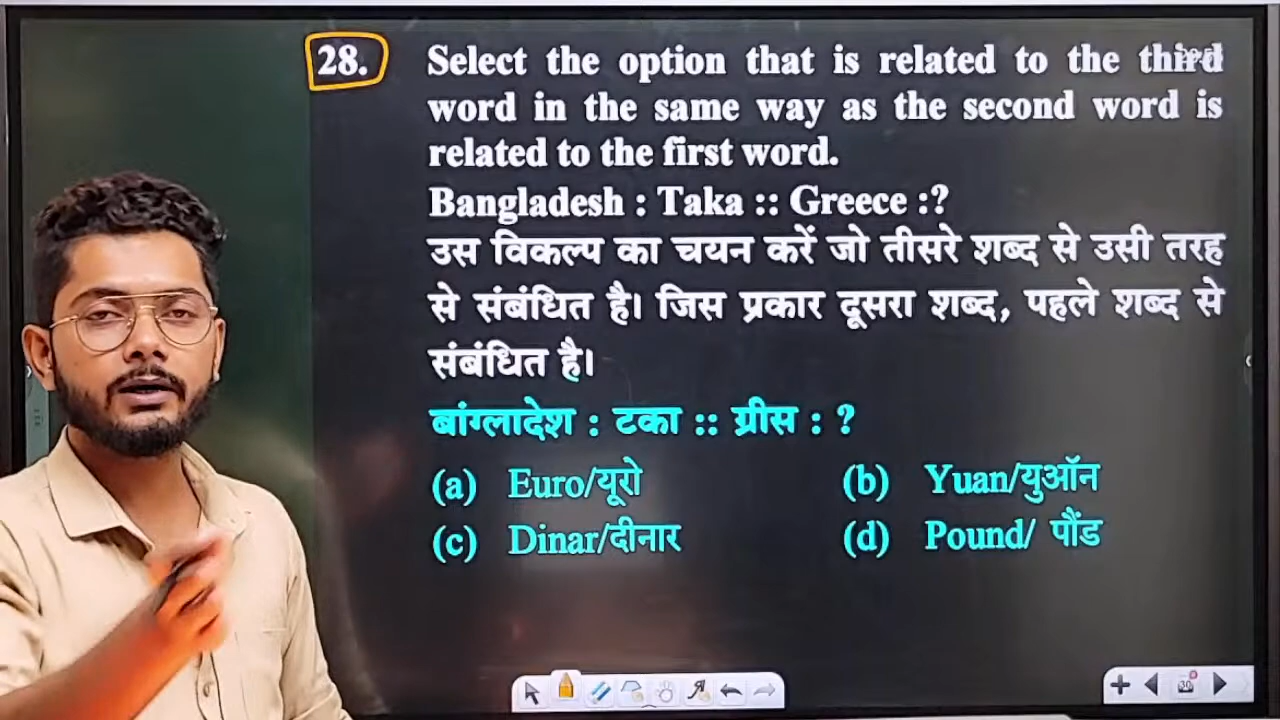 28. Select the option that is related to the third
word in the same way as the second word is
related to the first word.
Bangladesh : Taka :: Greece :?
उस विकल्प का चयन करें जो तीसरे शब्द से उसी तरह
से संबंधित है। जिस प्रकार दूसरा शब्द, पहले शब्द से
संबंधित है।
बांग्लादेश : टका :: ग्रीस : ?
(a) Euro/यूरो (b) Yuan/युऑन
(c) Dinar/दीनार (d) Pound/ पौंड
30